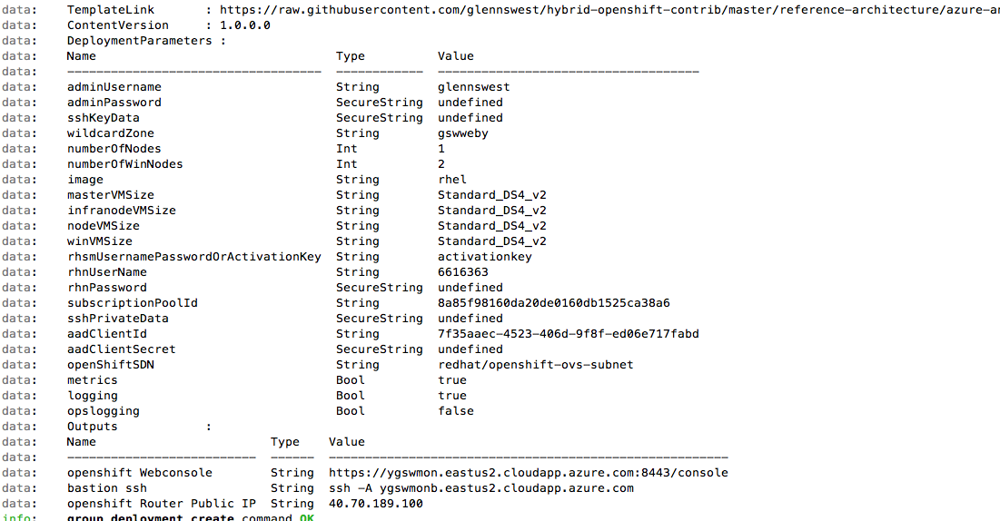 data:    TemplateLink       : https://raw.githubusercontent.com/glennswest/hybrid-openshift-contrib/master/reference-architecture/azure-
data:    ContentVersion     : 1.0.0.0
data:    DeploymentParameters :
data:    Name                                 Type          Value
data:    -----------------------------------  ------------  ------------------------------------
data:    adminUsername                        String        glennswest
data:    adminPassword                        SecureString  undefined
data:    sshKeyData                           SecureString  undefined
data:    wildcardZone                         String        gswweby
data:    numberOfNodes                        Int           1
data:    numberOfWinNodes                     Int           2
data:    image                                String        rhel
data:    masterVMSize                         String        Standard_DS4_v2
data:    infranodeVMSize                      String        Standard_DS4_v2
data:    nodeVMSize                           String        Standard_DS4_v2
data:    winVMSize                            String        Standard_DS4_v2
data:    rhsmUsernamePasswordOrActivationKey  String        activationkey
data:    rhnUserName                          String        6616363
data:    rhnPassword                          SecureString  undefined
data:    subscriptionPoolId                   String        8a85f98160da20de0160db1525ca38a6
data:    sshPrivateData                       SecureString  undefined
data:    aadClientId                          String        7f35aaec-4523-406d-9f8f-ed06e717fabd
data:    aadClientSecret                      SecureString  undefined
data:    openShiftSDN                         String        redhat/openshift-ovs-subnet
data:    metrics                              Bool          true
data:    logging                              Bool          true
data:    opslogging                           Bool          false
data:    Outputs            :
data:    Name                        Type    Value
data:    --------------------------  ------  -------------------------------------------------------
data:    openshift Webconsole        String  https://ygswmon.eastus2.cloudapp.azure.com:8443/console
data:    bastion ssh                 String  ssh -A ygswmonb.eastus2.cloudapp.azure.com
data:    openshift Router Public IP  String  40.70.189.100
info:    group deployment create command OK